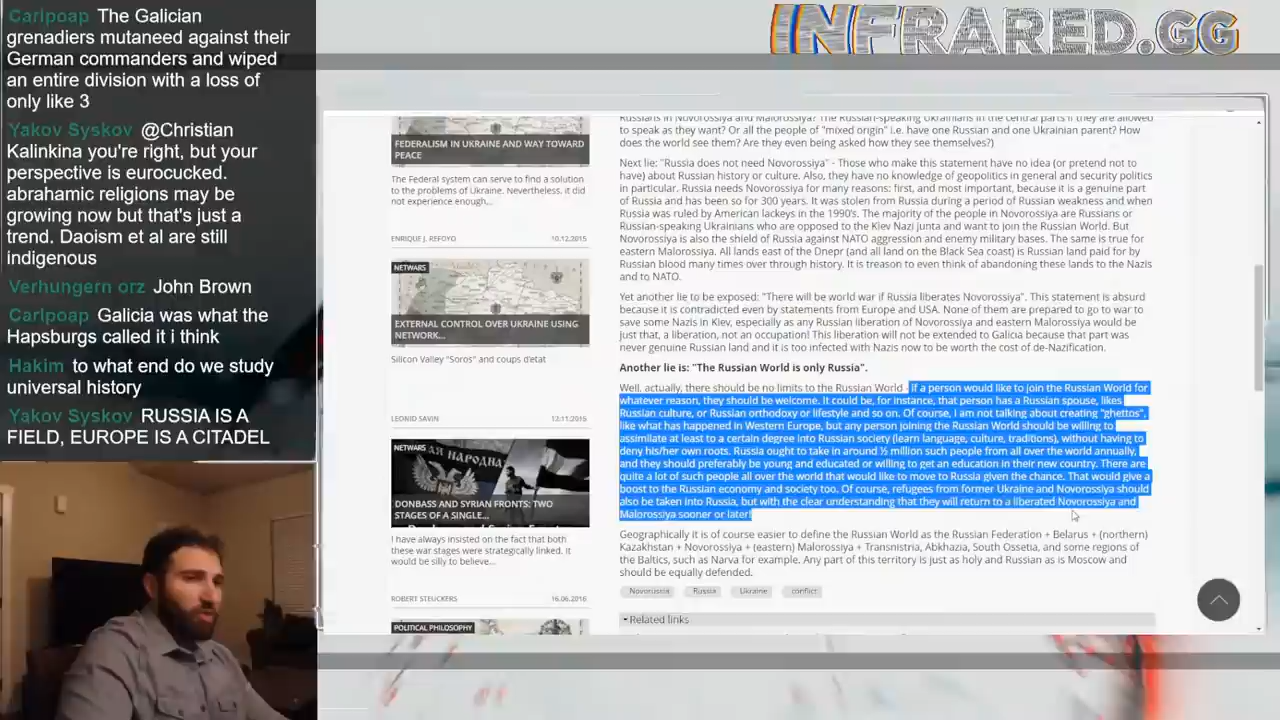 Carlpoap The Galician
grenadiers mutaneed against their
German commanders and wiped
an entire division with a loss of
only like 3
Yakov Syskov @Christian
Kalinkina you're right, but your
perspective is eurocucked.
abrahamic religions may be
growing now but that's just a
trend. Daoism et al are still
indigenous
Verhungern orz John Brown
Carlpoap Galicia was what the
Hapsburgs called it i think
Hakim to what end do we study
universal history
Yakov Syskov RUSSIA IS A
FIELD, EUROPE IS A CITADEL
INFRARED.GG
FEDERALISM IN UKRAINE AND WAY TOWARD
PEACE
The Federal system can serve to find a solution
to the problems of Ukraine. Nevertheless, it did
not experience enough...
ENRIQUE J. REFOYO 10.12.2015
NETWARS
EXTERNAL CONTROL OVER UKRAINE USING
NETWORK...
Silicon Valley "Soros" and coups d'etat
LEONID SAVIN 13.11.2015
NETWARS
АЯ НАРОДНА
DONBASS AND SYRIAN FRONTS: TWO
STAGES OF A SINGLE...
I have always insisted on the fact that both
these war stages were strategically linked. it
would be silly to believe...
ROBERT STEUCKERS 16.06.2016
POLITICAL PHILOSOPHY
Russians in Novorossiya and Malorossiya? The Russian-speaking Ukrainians in the central parts if they are allowed
to speak as they want? Or all the people of "mixed origin" i.e. have one Russian and one Ukrainian parent? How
does the world see them? Are they even being asked how they see themselves?)
Next lie: "Russia does not need Novorossiya" - Those who make this statement have no idea (or pretend not to
have) about Russian history or culture. Also, they have no knowledge of geopolitics in general and security politics
in particular. Russia needs Novorossiya for many reasons: first, and most important, because it is a genuine part
of Russia and has been so for 300 years. It was stolen from Russia during a period of Russian weakness and when
Russia was ruled by American lackeys in the 1990's. The majority of the people in Novorossiya are Russians or
Russian-speaking Ukrainians who are opposed to the Kiev Nazi junta and want to join the Russian World. But
Novorossiya is also the shield of Russia against NATO aggression and enemy military bases. The same is true for
eastern Malorossiya. All lands east of the Dnepr (and all land on the Black Sea coast) is Russian land paid for by
Russian blood many times over through history. It is treason to even think of abandoning these lands to the Nazis
and to NATO.
Yet another lie to be exposed: "There will be world war if Russia liberates Novorossiya". This statement is absurd
because it is contradicted even by statements from Europe and USA. None of them are prepared to go to war to
save some Nazis in Kiev, especially as any Russian liberation of Novorossiya and eastern Malorossiya would be
just that, a liberation, not an occupation! This liberation will not be extended to Galicia because that part was
never genuine Russian land and it is too infected with Nazis now to be worth the cost of de-Nazification.
Another lie is: "The Russian World is only Russia".
Well, actually, there should be no limits to the Russian World - if a person would like to join the Russian World for
whatever reason, they should be welcome. It could be, for instance, that person has a Russian spouse, likes
Russian culture, or Russian orthodoxy or lifestyle and so on. Of course, i am not talking about creating "ghettos",
like what has happened in Western Europe, but any person joining the Russian World should be willing to
assimilate at least to a certain degree into Russian society (learn language, culture, traditions), without having to
deny his/her own roots. Russia ought to take in around ½ million such people from all over the world annually,
and they should preferably be young and educated or willing to get an education in their new country. There are
quite a lot of such people all over the world that would like to move to Russia given the chance. That would give a
boost to the Russian economy and society too. Of course, refugees from former Ukraine and Novorossiya should
also be taken into Russia, but with the clear understanding that they will return to a liberated Novorossiya and
Malorossiya sooner or later!
Geographically it is of course easier to define the Russian World as the Russian Federation + Belarus + (northern)
Kazakhstan + Novorossiya + (eastern) Malorossiya + Transnistria, Abkhazia, South Ossetia, and some regions of
the Baltics, such as Narva for example. Any part of this territory is just as holy and Russian as is Moscow and
should be equally defended.
Novorussia Russia Ukraine conflict
Related links